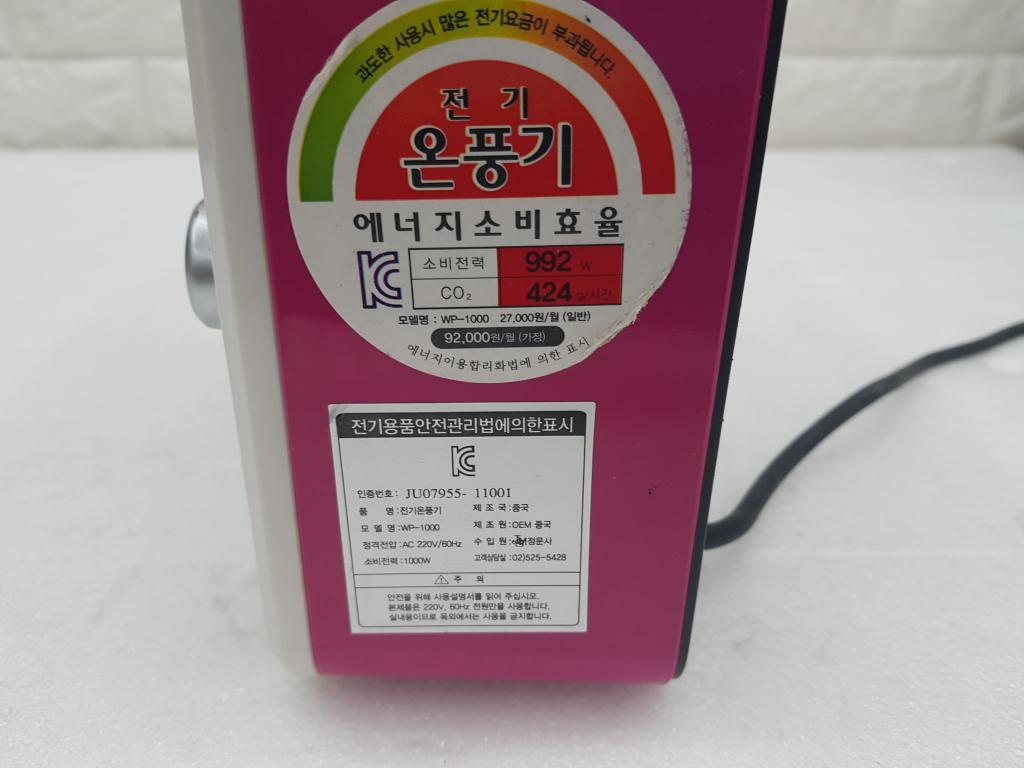 과도한 사용시 많은 전기요금이 부과됩니다.
전 기
온풍기
에너지소비효율
소비전력 992 W
CO₂ 424 g/시간
모델명 : WP-1000 27,000원/월 (일반)
92,000원/월 (가정)
에너지이용합리화법에 의한 표시
전기용품안전관리법에의한표시
인증번호: JU07955- 11001
품 명:전기온풍기 제 조 국:중국
모 델 명:WP-1000 제 조 원:OEM 중국
정격전압:AC 220V/60Hz 수 입 원:
소비전력:1000W 고객상담실:02)525-5428
⚠ 주 의
안전을 위해 사용설명서를 읽어 주십시오.
본제품은 220V, 60Hz 전원만을 사용합니다.
실내용이므로 옥외에서는 사용을 금지합니다.